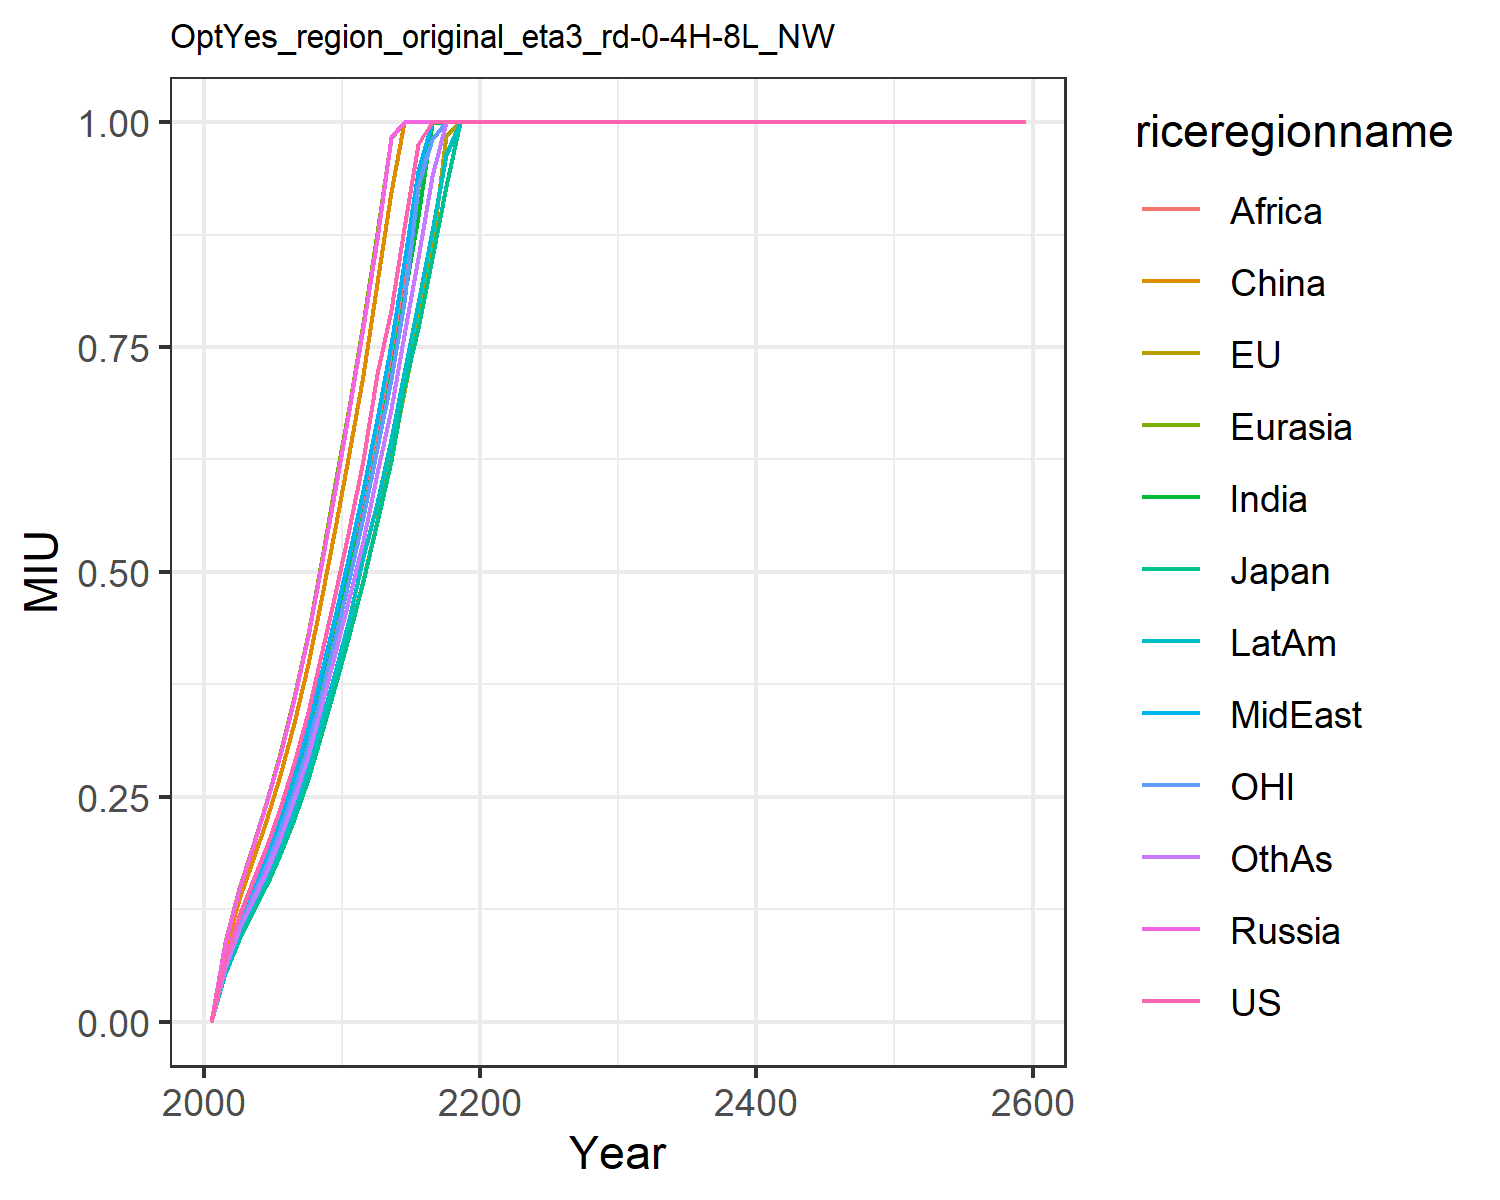 OptYes_region_original_eta3_rd-0-4H-8L_NW
1.00
0.75
0.50
0.25
0.00
MIU
2000 2200 2400 2600
Year
riceregionname
Africa
China
EU
Eurasia
India
Japan
LatAm
MidEast
OHI
OthAs
Russia
US